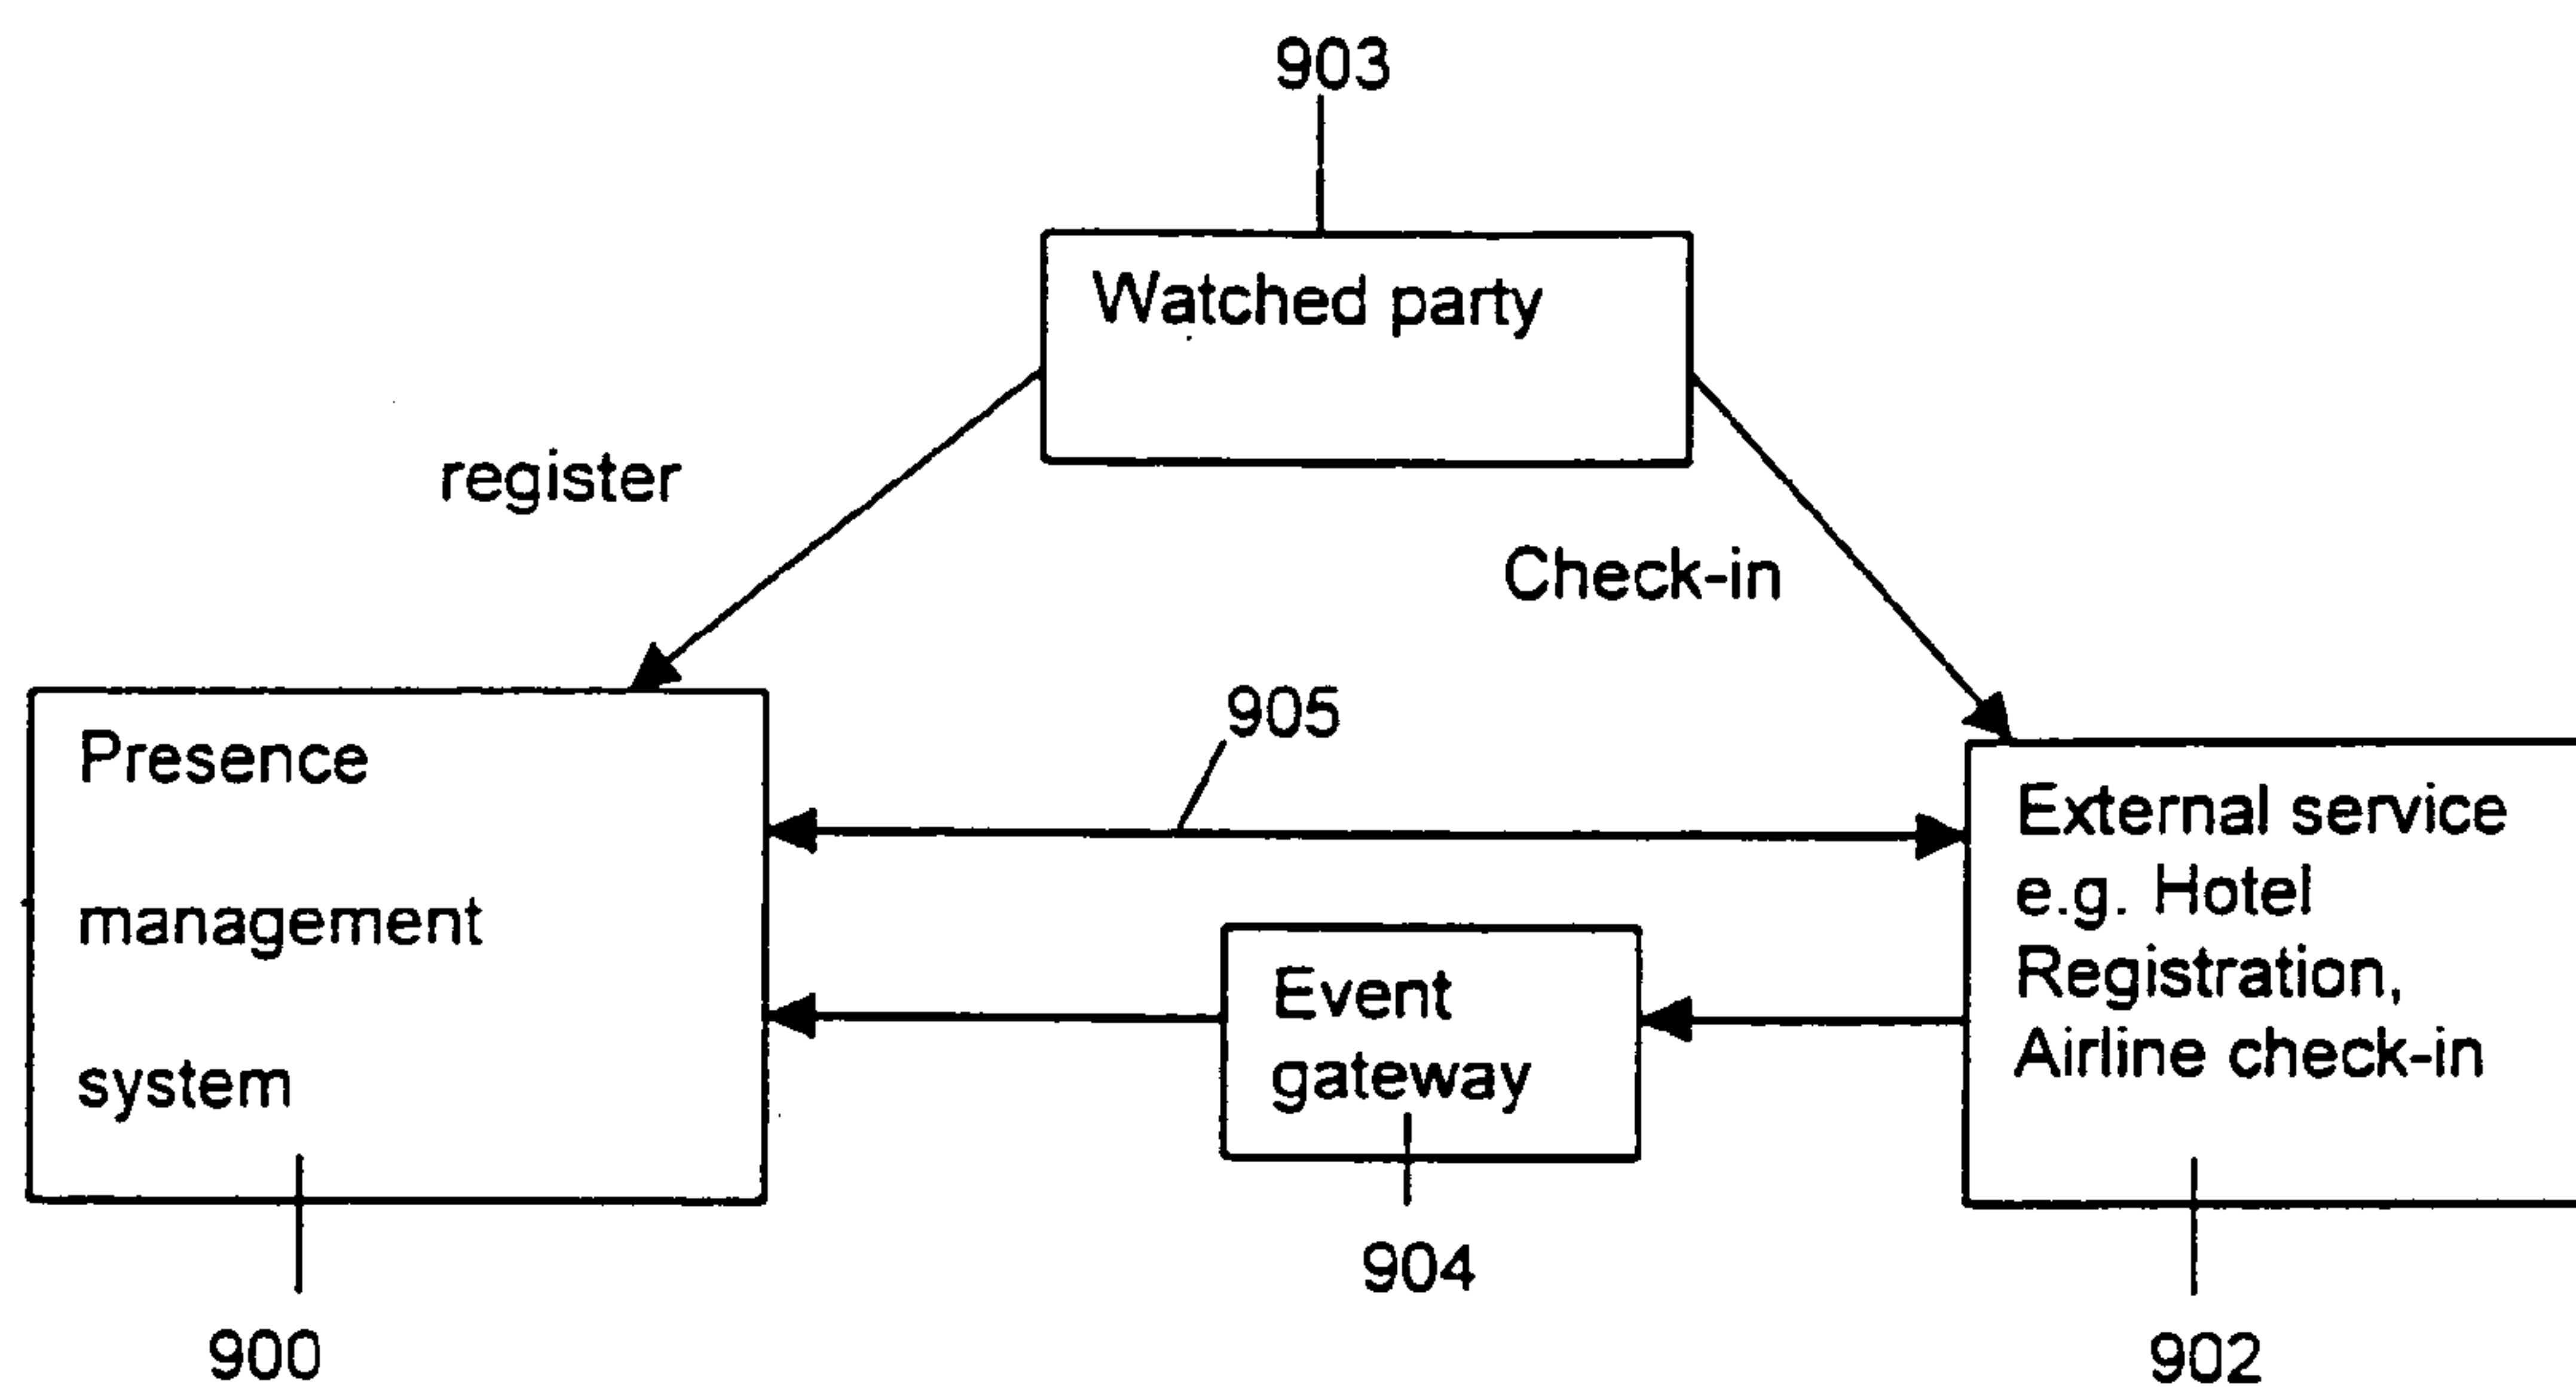 903
Watched party
register
Check-in
905
Presence
management
system
External service
e.g. Hotel
Registration,
Airline check-in
Event
gateway
904
900
902